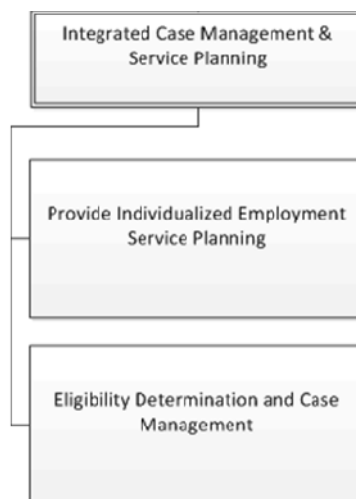 Integrated Case Management &
Service Planning
Provide Individualized Employment
Service Planning
Eligibility Determination and Case
Management